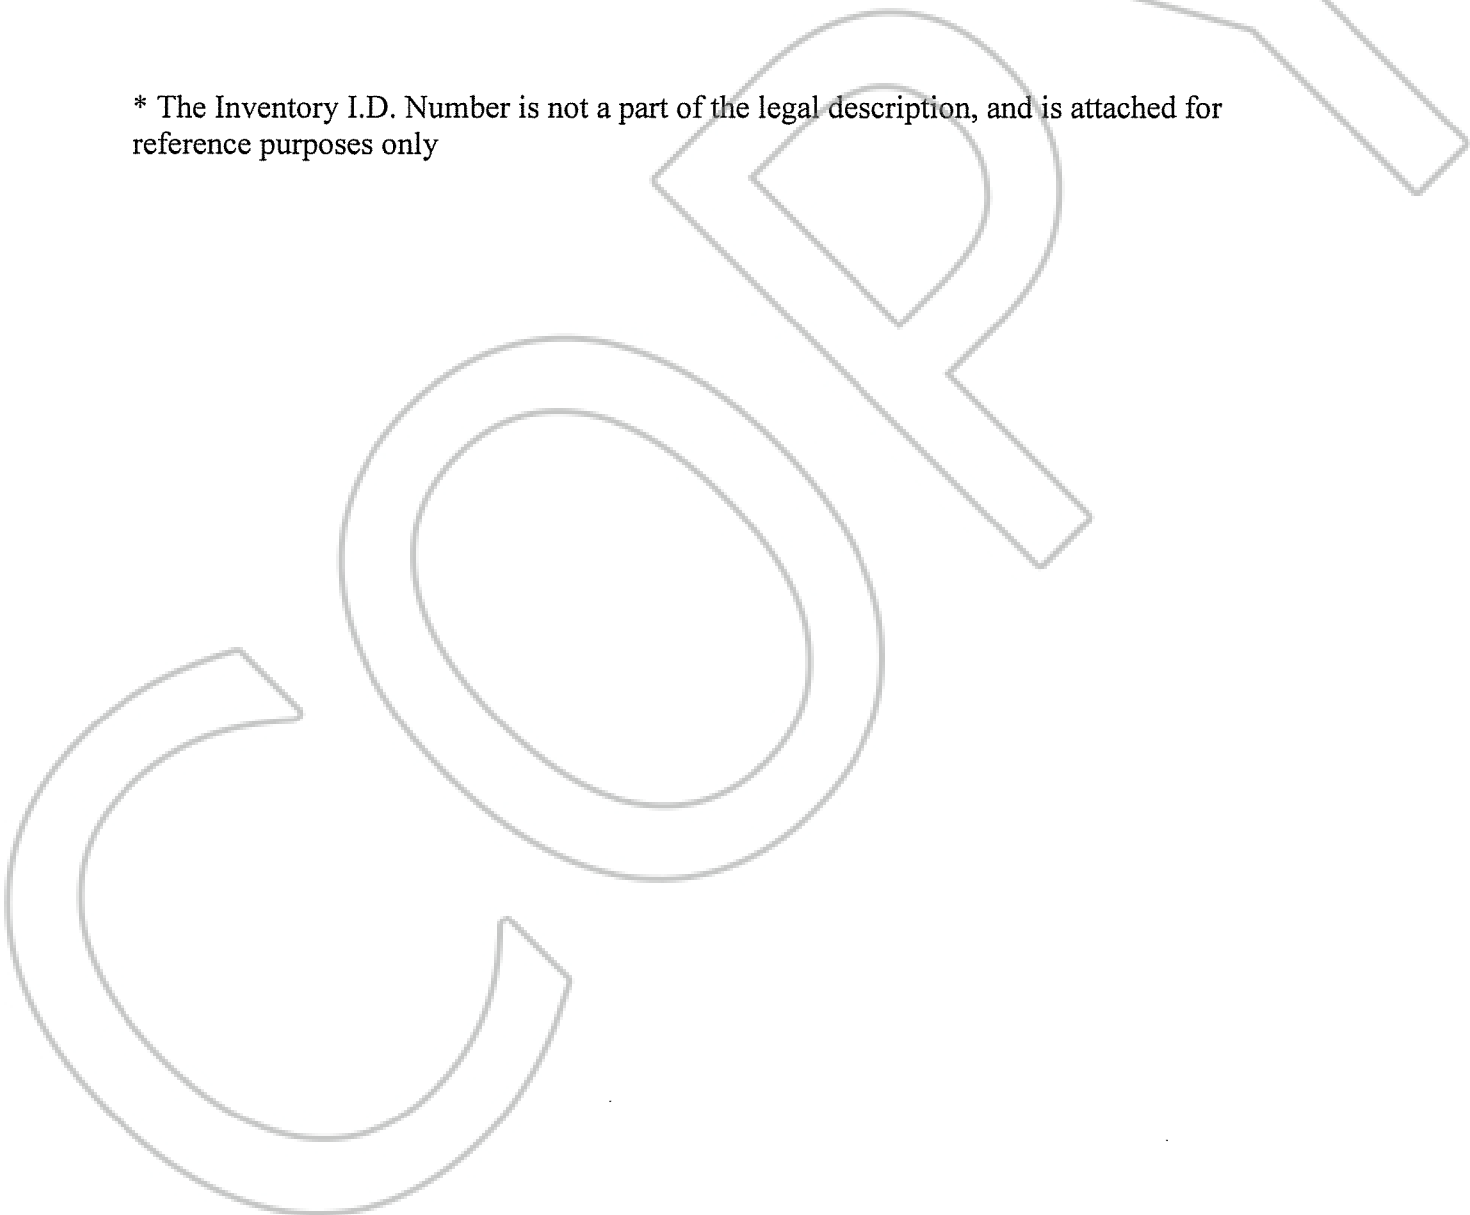 * The Inventory I.D. Number is not a part of the legal description, and is attached for
reference purposes only
COPY